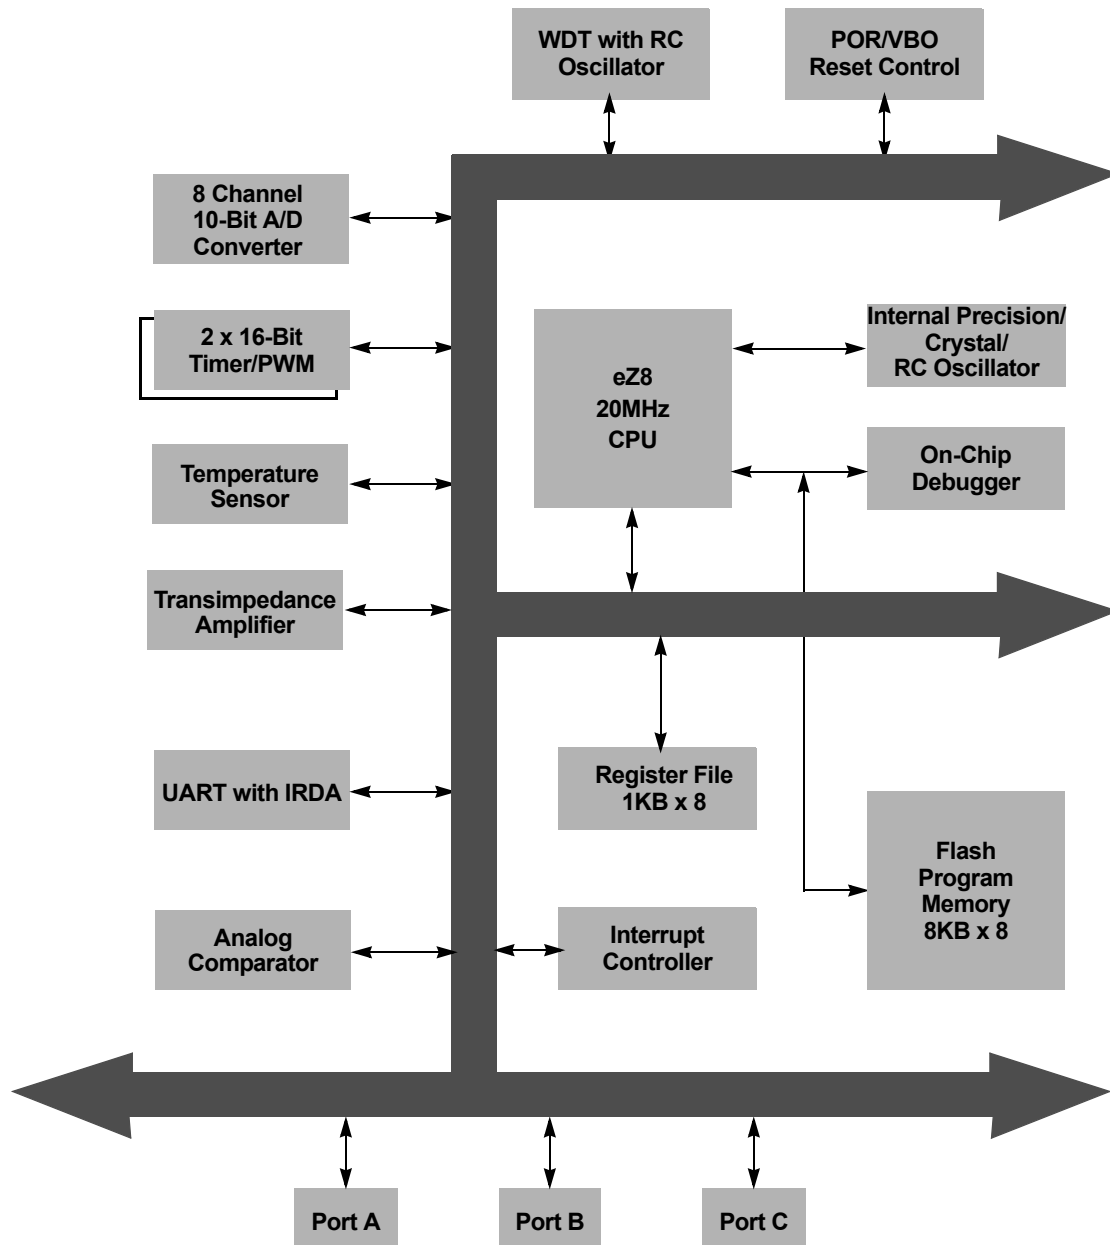 WDT with RC
Oscillator
POR/VBO
Reset Control
8 Channel
10-Bit A/D
Converter
2 x 16-Bit
Timer/PWM
Internal Precision/
Crystal/
RC Oscillator
eZ8
20MHz
CPU
Temperature
Sensor
On-Chip
Debugger
Transimpedance
Amplifier
UART with IRDA
Register File
1KB x 8
Flash
Program
Memory
8KB x 8
Analog
Comparator
Interrupt
Controller
Port A
Port B
Port C